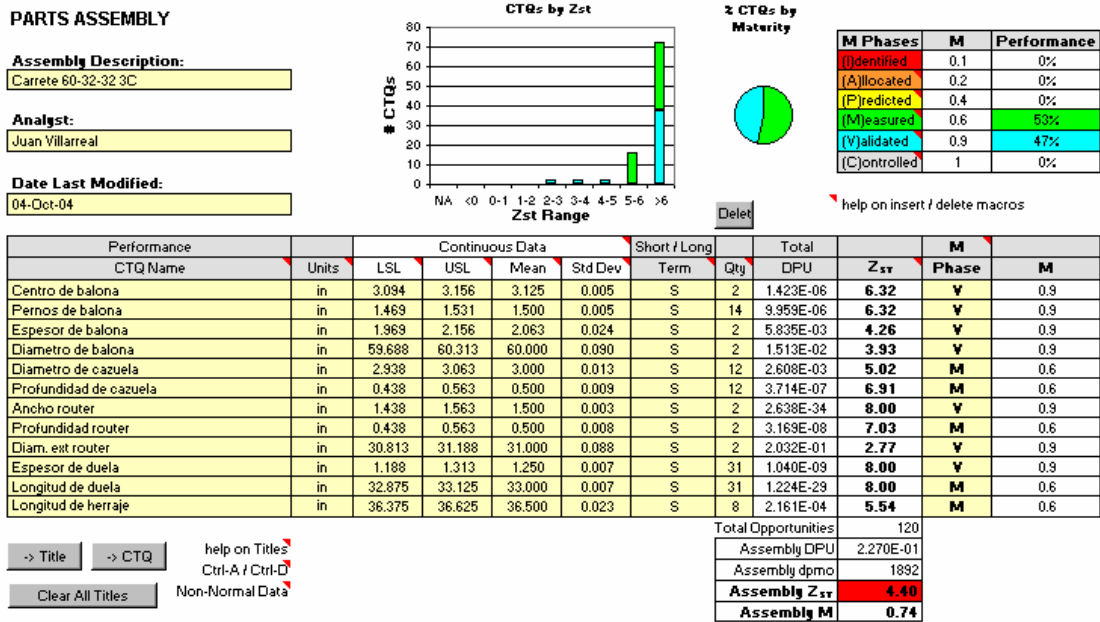 PARTS ASSEMBLY
Assembly Description:
Carrete 60-32-32 3C
Analyst:
Juan Villarreal
Date Last Modified:
04-Oct-04
CTQs by Zst
# CTQs
80
70
60
50
40
30
20
10
0
NA <0 0-1 1-2 2-3 3-4 4-5 5-6 >6
Zst Range
% CTQs by
Maturity
M Phases M Performance
(I)dentified 0.1 0%
(A)llocated 0.2 0%
(P)redicted 0.4 0%
(M)easured 0.6 53%
(V)alidated 0.9 47%
(C)ontrolled 1 0%
help on insert / delete macros
Delet
Performance Continuous Data Short / Long Total M
CTQ Name Units LSL USL Mean Std Dev Term Qty DPU ZST Phase M
Centro de balona in 3.094 3.156 3.125 0.005 S 2 1.423E-06 6.32 V 0.9
Pernos de balona in 1.469 1.531 1.500 0.005 S 14 9.959E-06 6.32 V 0.9
Espesor de balona in 1.969 2.156 2.063 0.024 S 2 5.835E-03 4.26 V 0.9
Diametro de balona in 59.688 60.313 60.000 0.090 S 2 1.513E-02 3.93 V 0.9
Diametro de cazuela in 2.938 3.063 3.000 0.013 S 12 2.608E-03 5.02 M 0.6
Profundidad de cazuela in 0.438 0.563 0.500 0.009 S 12 3.714E-07 6.91 M 0.6
Ancho router in 1.438 1.563 1.500 0.003 S 2 2.638E-34 8.00 V 0.9
Profundidad router in 0.438 0.563 0.500 0.008 S 2 3.169E-08 7.03 M 0.6
Diam. ext router in 30.813 31.188 31.000 0.088 S 2 2.032E-01 2.77 V 0.9
Espesor de duela in 1.188 1.313 1.250 0.007 S 31 1.040E-09 8.00 V 0.9
Longitud de duela in 32.875 33.125 33.000 0.007 S 31 1.224E-29 8.00 M 0.6
Longitud de herraje in 36.375 36.625 36.500 0.023 S 8 2.161E-04 5.54 M 0.6
Total Opportunities 120
Assembly DPU 2.270E-01
Assembly dpmo 1892
Assembly ZST 4.40
Assembly M 0.74
-> Title -> CTQ help on Titles
Ctrl-A / Ctrl-D
Clear All Titles Non-Normal Data